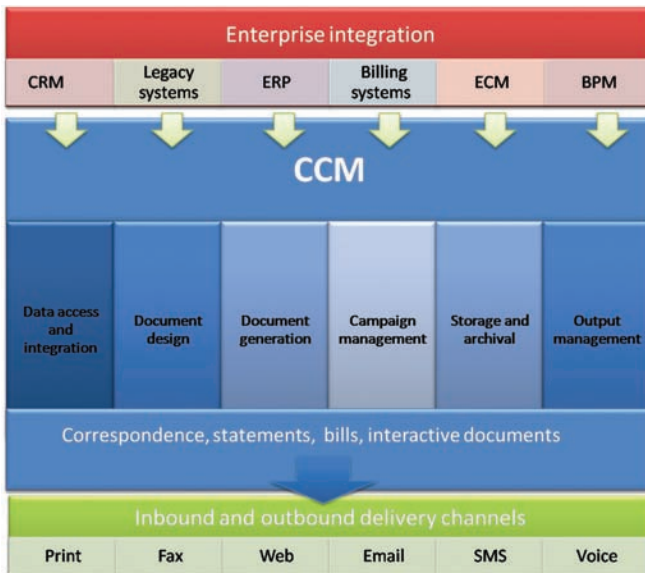 Enterprise integration
CRM
Legacy
systems
ERP
Billing
systems
ECM
BPM
CCM
Data access
and
integration
Document
design
Document
generation
Campaign
management
Storage and
archival
Output
management
Correspondence, statements, bills, interactive documents
Inbound and outbound delivery channels
Print
Fax
Web
Email
SMS
Voice